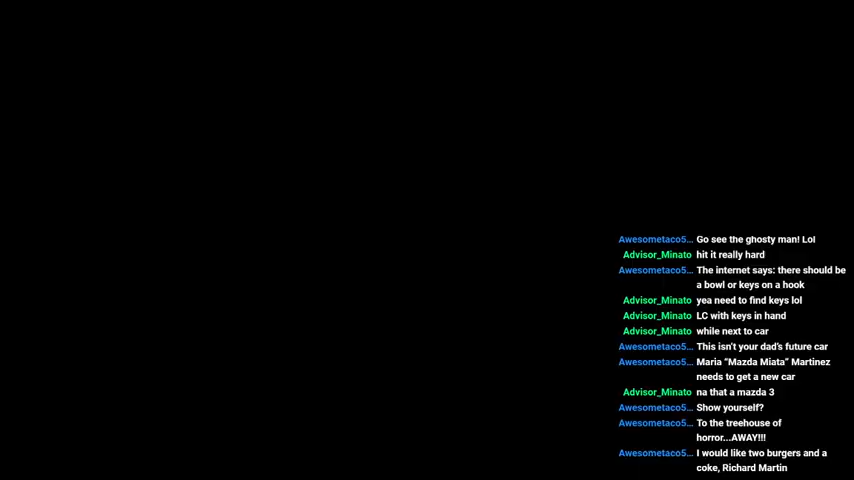 Awesometaco5… Go see the ghosty man! Lol
Advisor_Minato hit it really hard
Awesometaco5… The internet says: there should be
a bowl or keys on a hook
Advisor_Minato yea need to find keys lol
Advisor_Minato LC with keys in hand
Advisor_Minato while next to car
Awesometaco5… This isn't your dad's future car
Awesometaco5… Maria “Mazda Miata” Martinez
needs to get a new car
Advisor_Minato na that a mazda 3
Awesometaco5… Show yourself?
Awesometaco5… To the treehouse of
horror...AWAY!!!
Awesometaco5… I would like two burgers and a
coke, Richard Martin